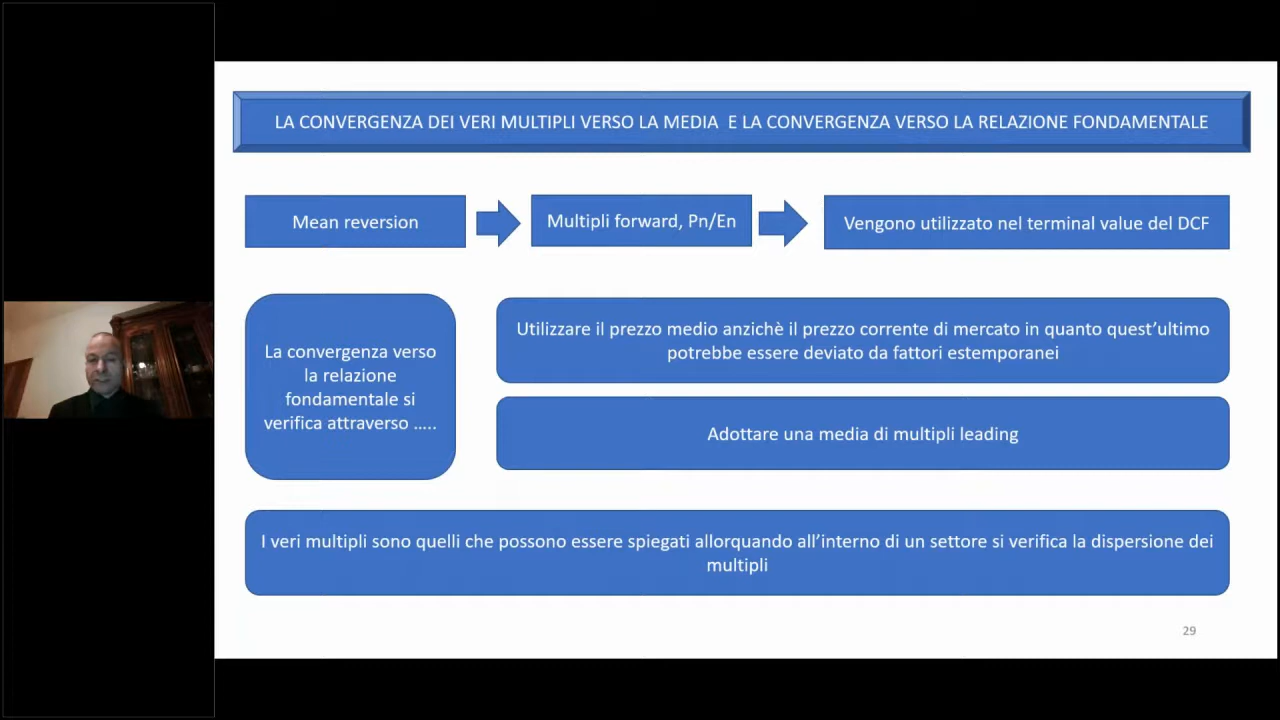 LA CONVERGENZA DEI VERI MULTIPLI VERSO LA MEDIA E LA CONVERGENZA VERSO LA RELAZIONE FONDAMENTALE
Mean reversion
Multipli forward, Pn/En
Vengono utilizzato nel terminal value del DCF
La convergenza verso
la relazione
fondamentale si
verifica attraverso …..
Utilizzare il prezzo medio anzichè il prezzo corrente di mercato in quanto quest’ultimo
potrebbe essere deviato da fattori estemporanei
Adottare una media di multipli leading
I veri multipli sono quelli che possono essere spiegati allorquando all’interno di un settore si verifica la dispersione dei
multipli
29